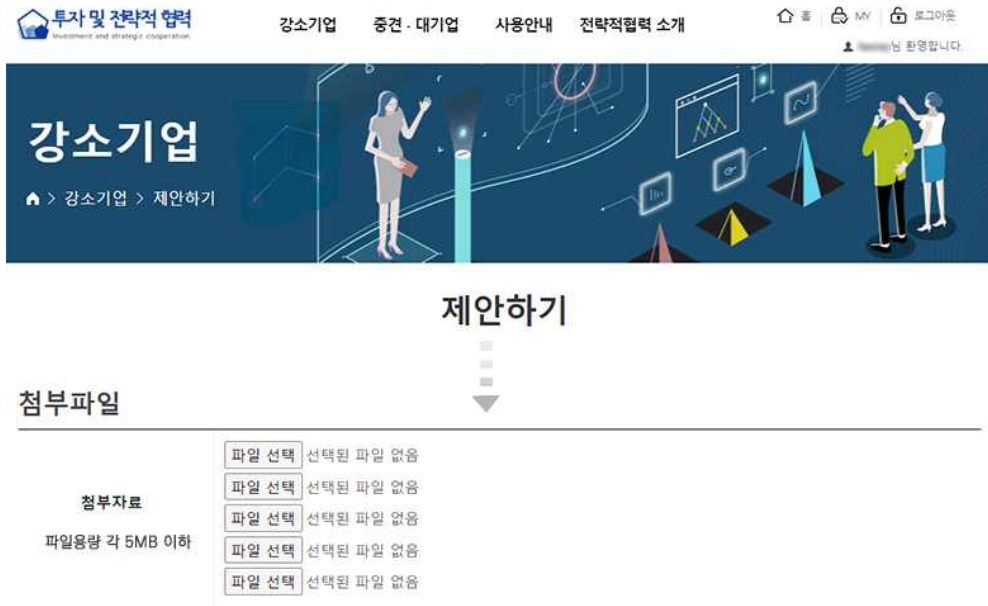 투자 및 전략적 협력
Investment and strategic cooperation
강소기업 중견 · 대기업 사용안내 전략적협력 소개
홈 MY 로그아웃
님 환영합니다.
강소기업
> 강소기업 > 제안하기
제안하기
첨부파일
첨부자료
파일용량 각 5MB 이하
파일 선택 선택된 파일 없음
파일 선택 선택된 파일 없음
파일 선택 선택된 파일 없음
파일 선택 선택된 파일 없음
파일 선택 선택된 파일 없음